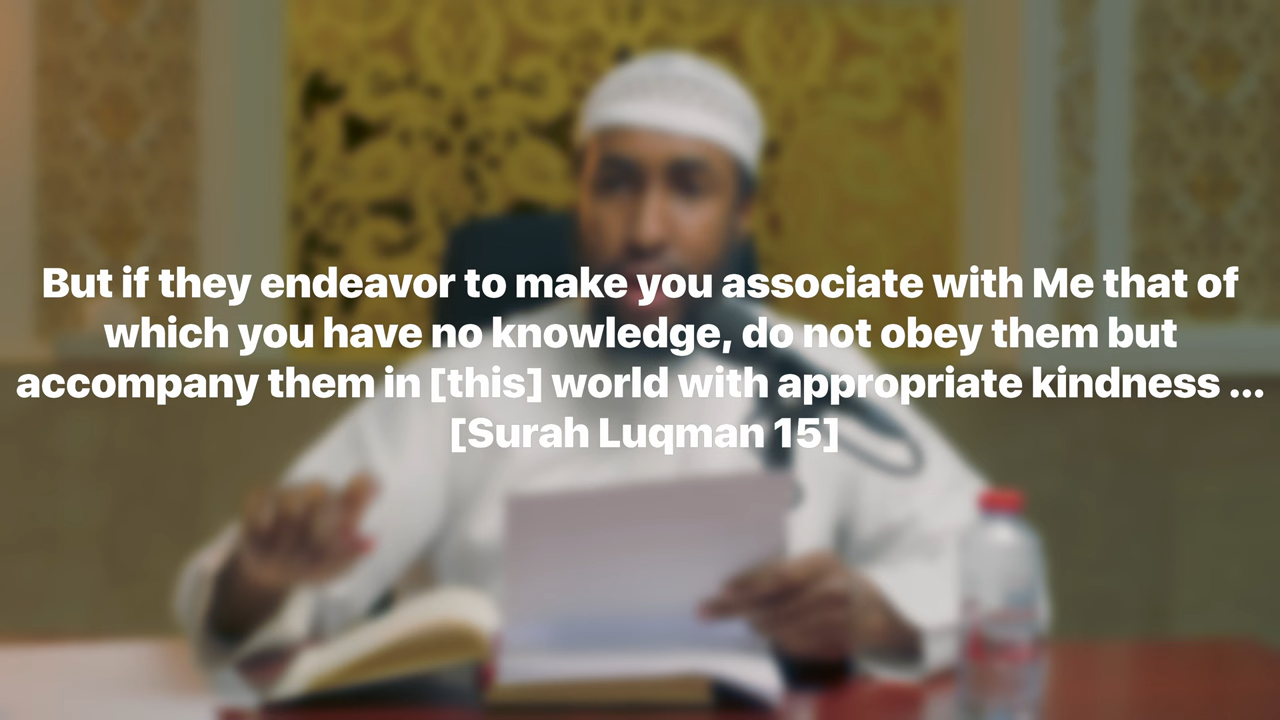 But if they endeavor to make you associate with Me that of
which you have no knowledge, do not obey them but
accompany them in [this] world with appropriate kindness ...
[Surah Luqman 15]